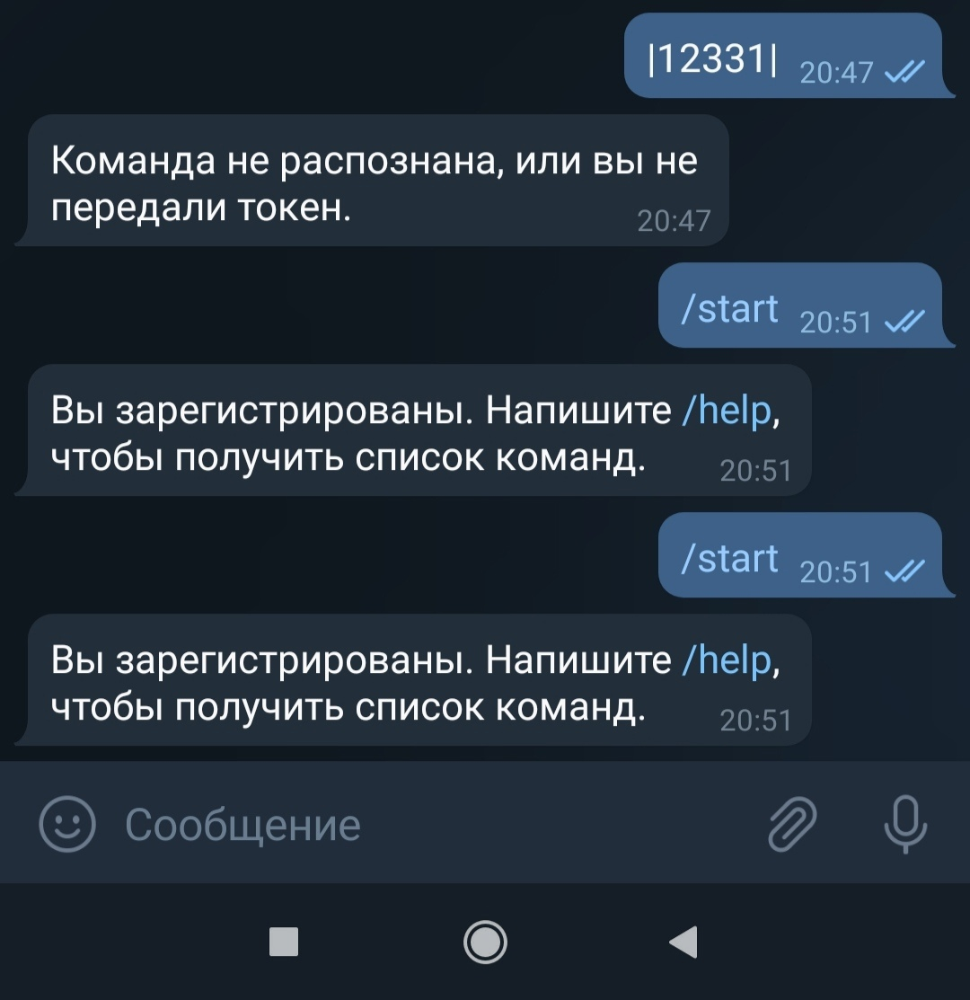 |12331| 20:47
Команда не распознана, или вы не
передали токен. 20:47
/start 20:51
Вы зарегистрированы. Напишите /help,
чтобы получить список команд. 20:51
/start 20:51
Вы зарегистрированы. Напишите /help,
чтобы получить список команд. 20:51
Сообщение